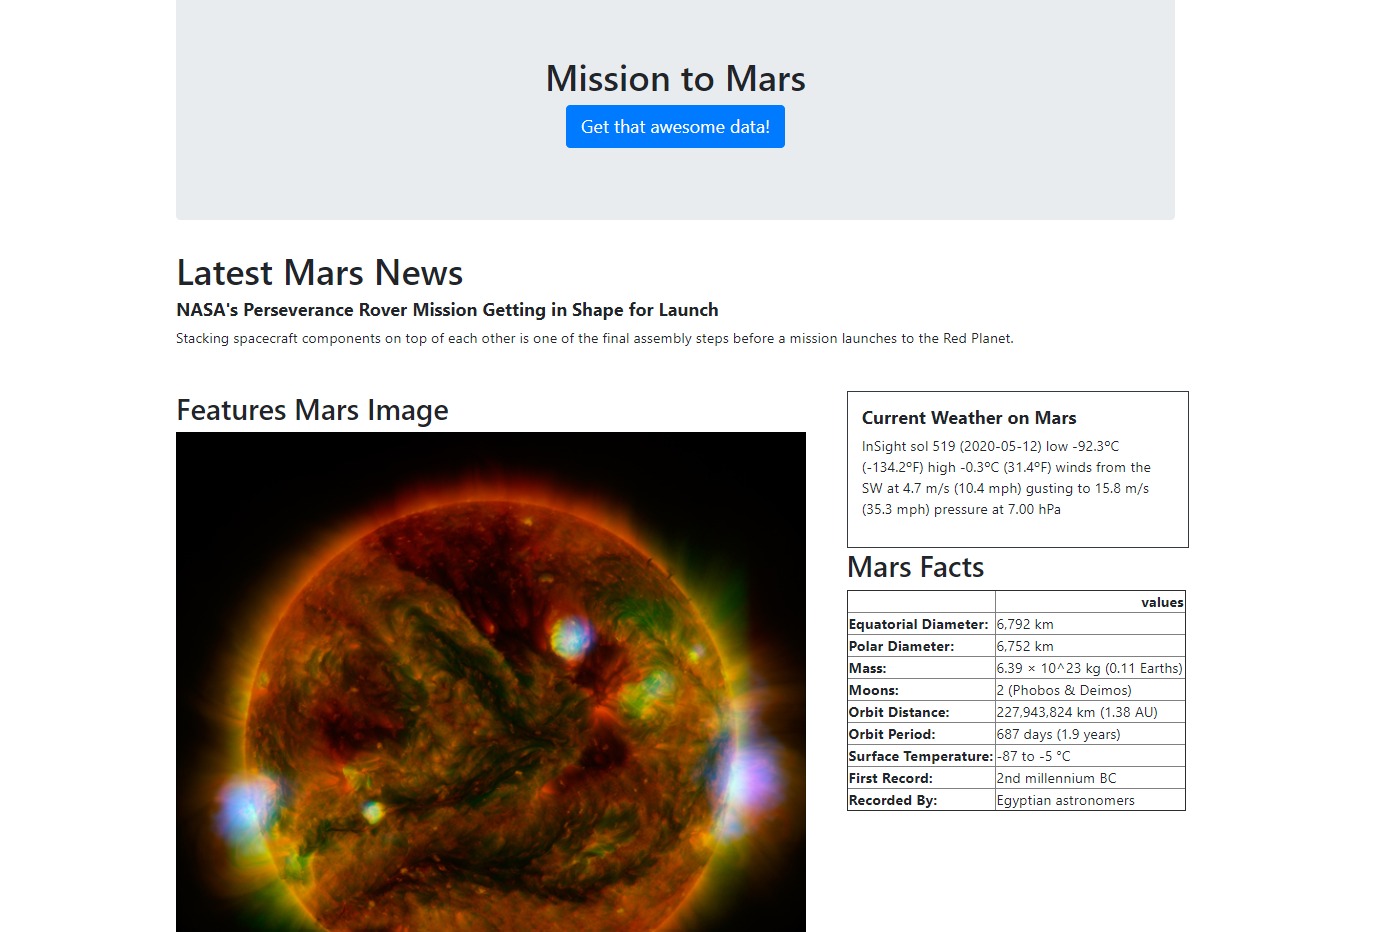 Mission to Mars
Get that awesome data!
Latest Mars News
NASA's Perseverance Rover Mission Getting in Shape for Launch
Stacking spacecraft components on top of each other is one of the final assembly steps before a mission launches to the Red Planet.
Features Mars Image
Current Weather on Mars
InSight sol 519 (2020-05-12) low -92.3ºC
(-134.2ºF) high -0.3ºC (31.4ºF) winds from the
SW at 4.7 m/s (10.4 mph) gusting to 15.8 m/s
(35.3 mph) pressure at 7.00 hPa
Mars Facts
values
Equatorial Diameter: 6,792 km
Polar Diameter: 6,752 km
Mass: 6.39 × 10^23 kg (0.11 Earths)
Moons: 2 (Phobos & Deimos)
Orbit Distance: 227,943,824 km (1.38 AU)
Orbit Period: 687 days (1.9 years)
Surface Temperature: -87 to -5 °C
First Record: 2nd millennium BC
Recorded By: Egyptian astronomers